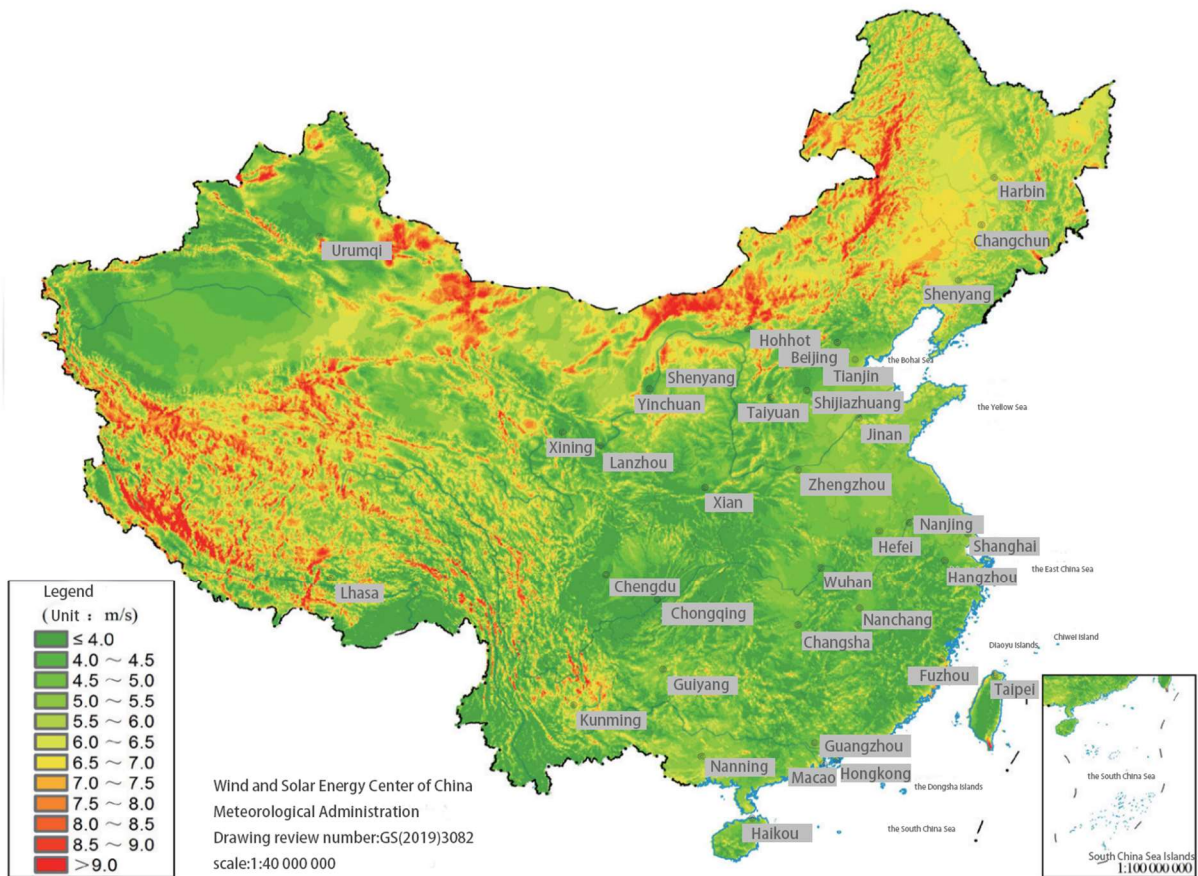 Harbin
Changchun
Urumqi
Shenyang
Hohhot
Beijing
the Bohai Sea
Tianjin
Shenyang
Yinchuan
Shijiazhuang
Taiyuan
the Yellow Sea
Jinan
Xining
Lanzhou
Zhengzhou
Xian
Nanjing
Hefei
Shanghai
the East China Sea
Hangzhou
Chengdu
Wuhan
Lhasa
Chongqing
Nanchang
Changsha
Chiwei Island
Diaoyu Islands
Fuzhou
Taipei
Guiyang
Kunming
Guangzhou
Nanning
Macao
Hongkong
the Dongsha Islands
the South China Sea
Haikou
Legend
(Unit : m/s)
≤ 4.0
4.0 ~ 4.5
4.5 ~ 5.0
5.0 ~ 5.5
5.5 ~ 6.0
6.0 ~ 6.5
6.5 ~ 7.0
7.0 ~ 7.5
7.5 ~ 8.0
8.0 ~ 8.5
8.5 ~ 9.0
>9.0
Wind and Solar Energy Center of China
Meteorological Administration
Drawing review number:GS(2019)3082
scale:1:40 000 000
the South China Sea
South China Sea Islands
1:100 000 000